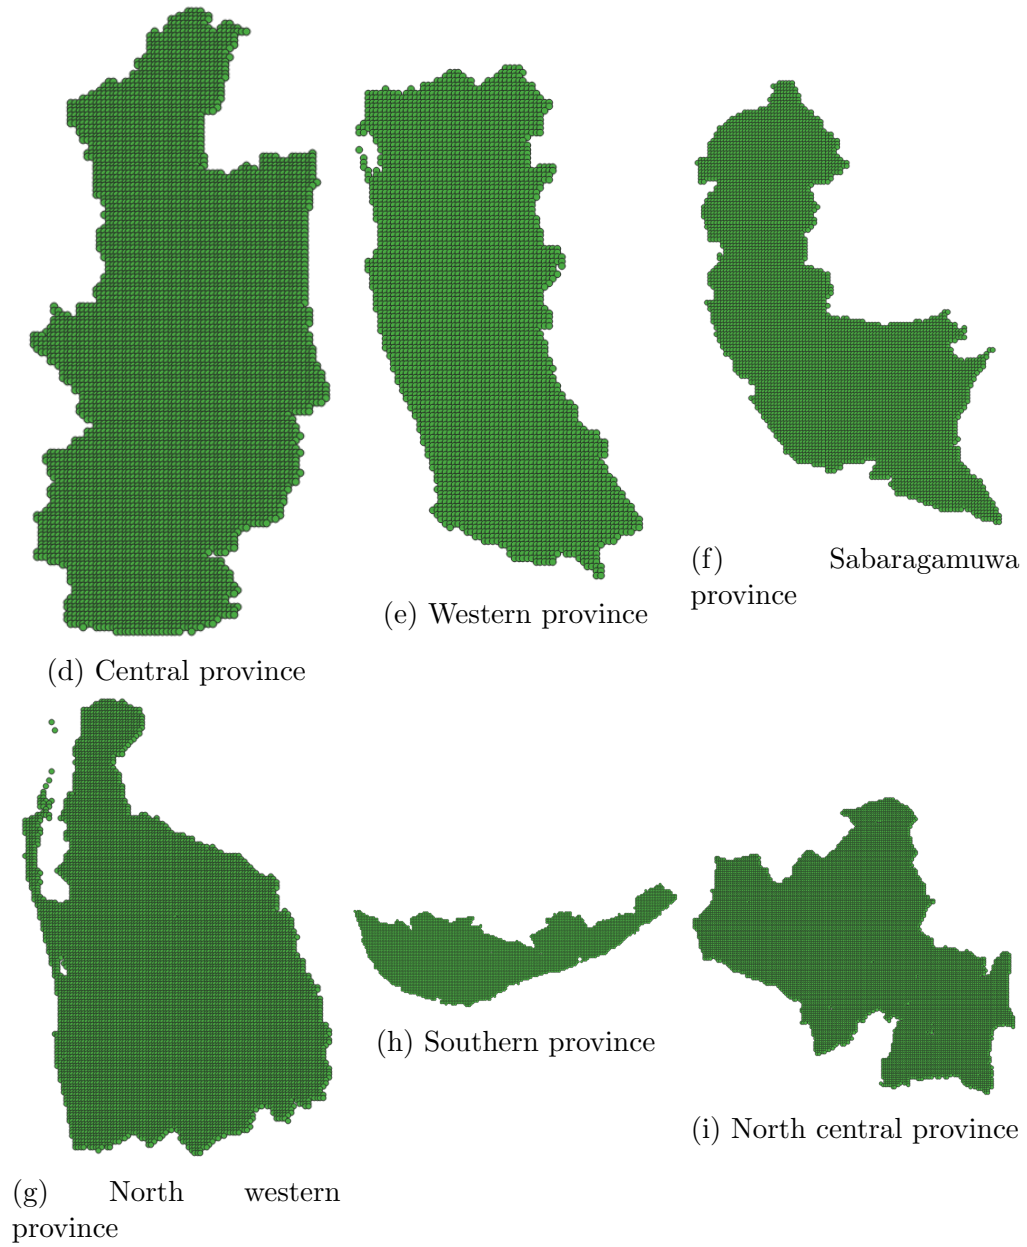 (d) Central province
(e) Western province
(f) Sabaragamuwa
province
(g) North western
province
(h) Southern province
(i) North central province